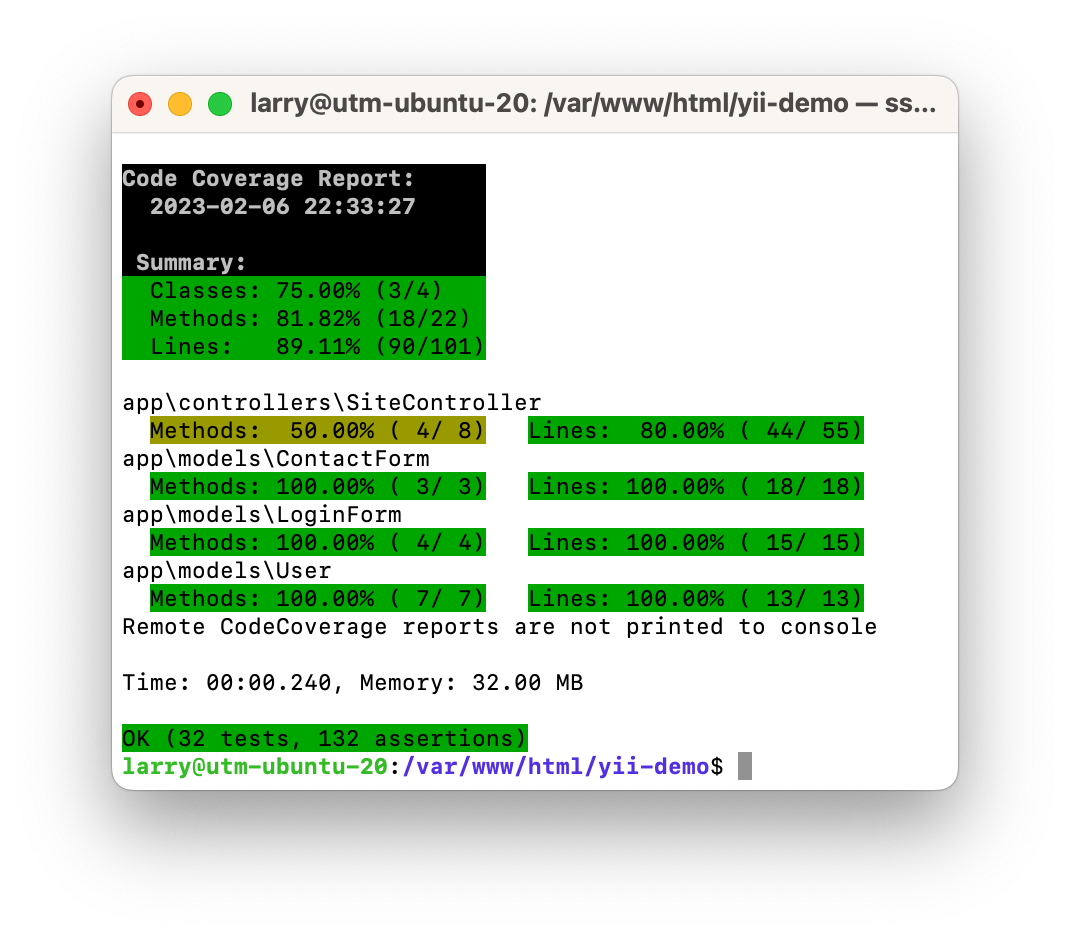 larry@utm-ubuntu-20: /var/www/html/yii-demo — ss...
Code Coverage Report:
  2023-02-06 22:33:27
 Summary:
  Classes: 75.00% (3/4)
  Methods: 81.82% (18/22)
  Lines:   89.11% (90/101)
app\controllers\SiteController
  Methods:  50.00% ( 4/ 8)   Lines:  80.00% ( 44/ 55)
app\models\ContactForm
  Methods: 100.00% ( 3/ 3)   Lines: 100.00% ( 18/ 18)
app\models\LoginForm
  Methods: 100.00% ( 4/ 4)   Lines: 100.00% ( 15/ 15)
app\models\User
  Methods: 100.00% ( 7/ 7)   Lines: 100.00% ( 13/ 13)
Remote CodeCoverage reports are not printed to console
Time: 00:00.240, Memory: 32.00 MB
OK (32 tests, 132 assertions)
larry@utm-ubuntu-20:/var/www/html/yii-demo$